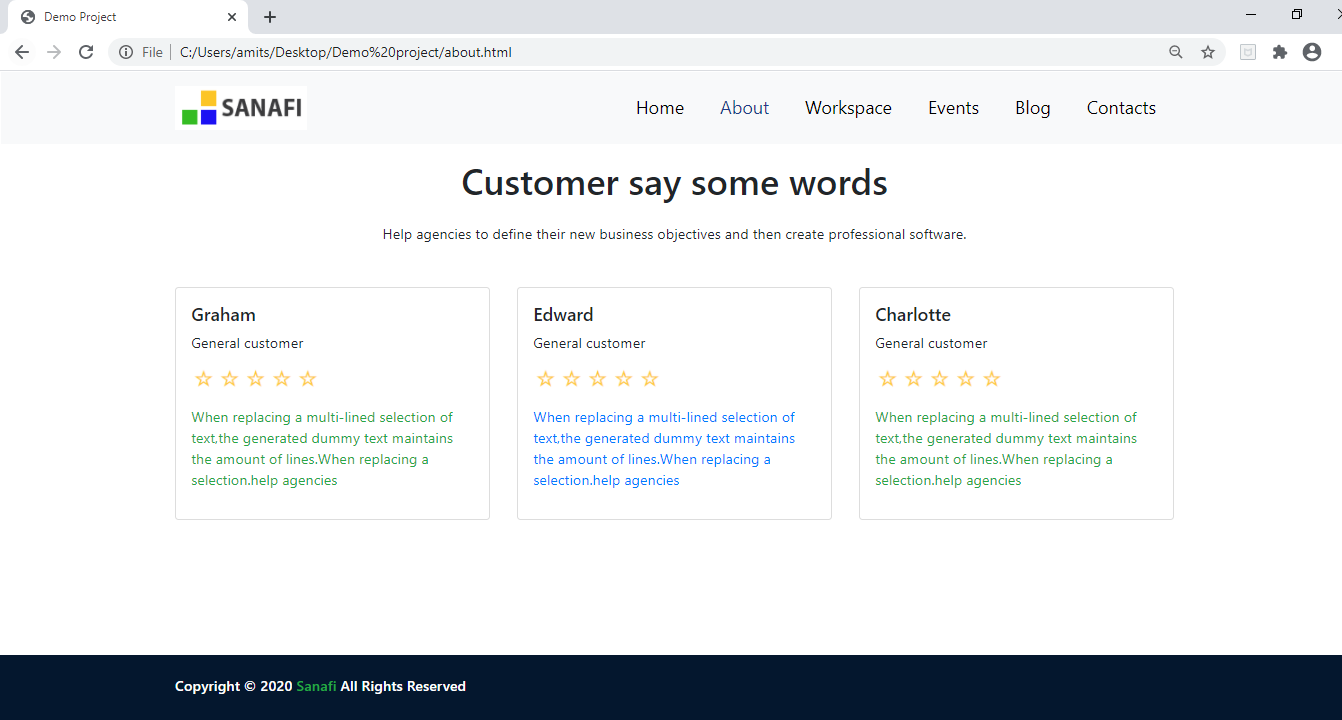 Demo Project
File C:/Users/amits/Desktop/Demo%20project/about.html
SANAFI Home About Workspace Events Blog Contacts
Customer say some words
Help agencies to define their new business objectives and then create professional software.
Graham
General customer
When replacing a multi-lined selection of
text,the generated dummy text maintains
the amount of lines.When replacing a
selection.help agencies
Edward
General customer
When replacing a multi-lined selection of
text,the generated dummy text maintains
the amount of lines.When replacing a
selection.help agencies
Charlotte
General customer
When replacing a multi-lined selection of
text,the generated dummy text maintains
the amount of lines.When replacing a
selection.help agencies
Copyright © 2020 Sanafi All Rights Reserved